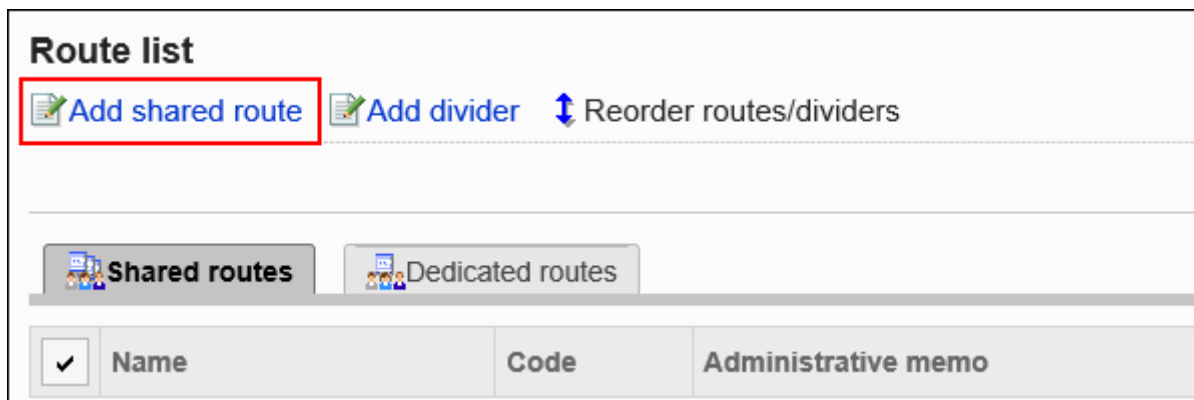 Route list
Add shared route Add divider Reorder routes/dividers
Shared routes Dedicated routes
Name Code Administrative memo